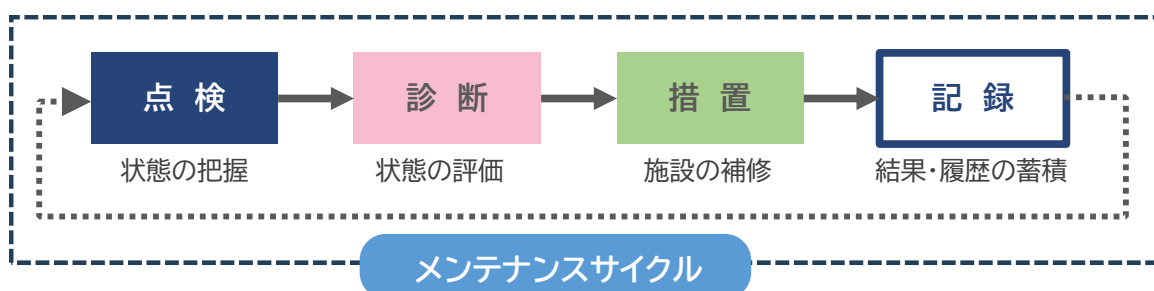 点 検
診 断
措 置
記 録
状態の把握
状態の評価
施設の補修
結果・履歴の蓄積
メンテナンスサイクル